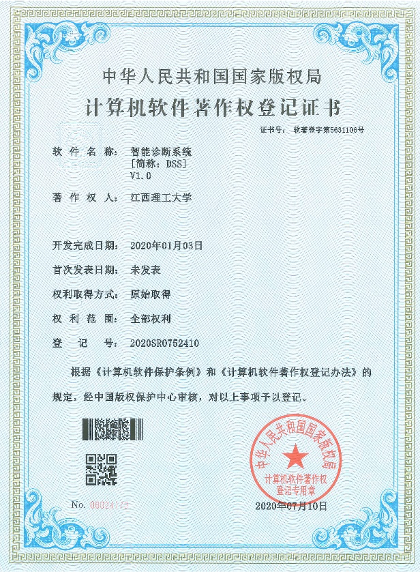 中华人民共和国国家版权局
计算机软件著作权登记证书
证书号： 软著登字第5631106号
软件名称： 智能诊断系统
[简称：DSS]
V1.0
著作权人： 江西理工大学
开发完成日期： 2020年01月03日
首次发表日期： 未发表
权利取得方式： 原始取得
权利范围： 全部权利
登记号： 2020SR0752410
根据《计算机软件保护条例》和《计算机软件著作权登记办法》的
规定，经中国版权保护中心审核，对以上事项予以登记。
中华人民共和国国家版权局
计算机软件著作权
登记专用章
No.
2020年07月10日